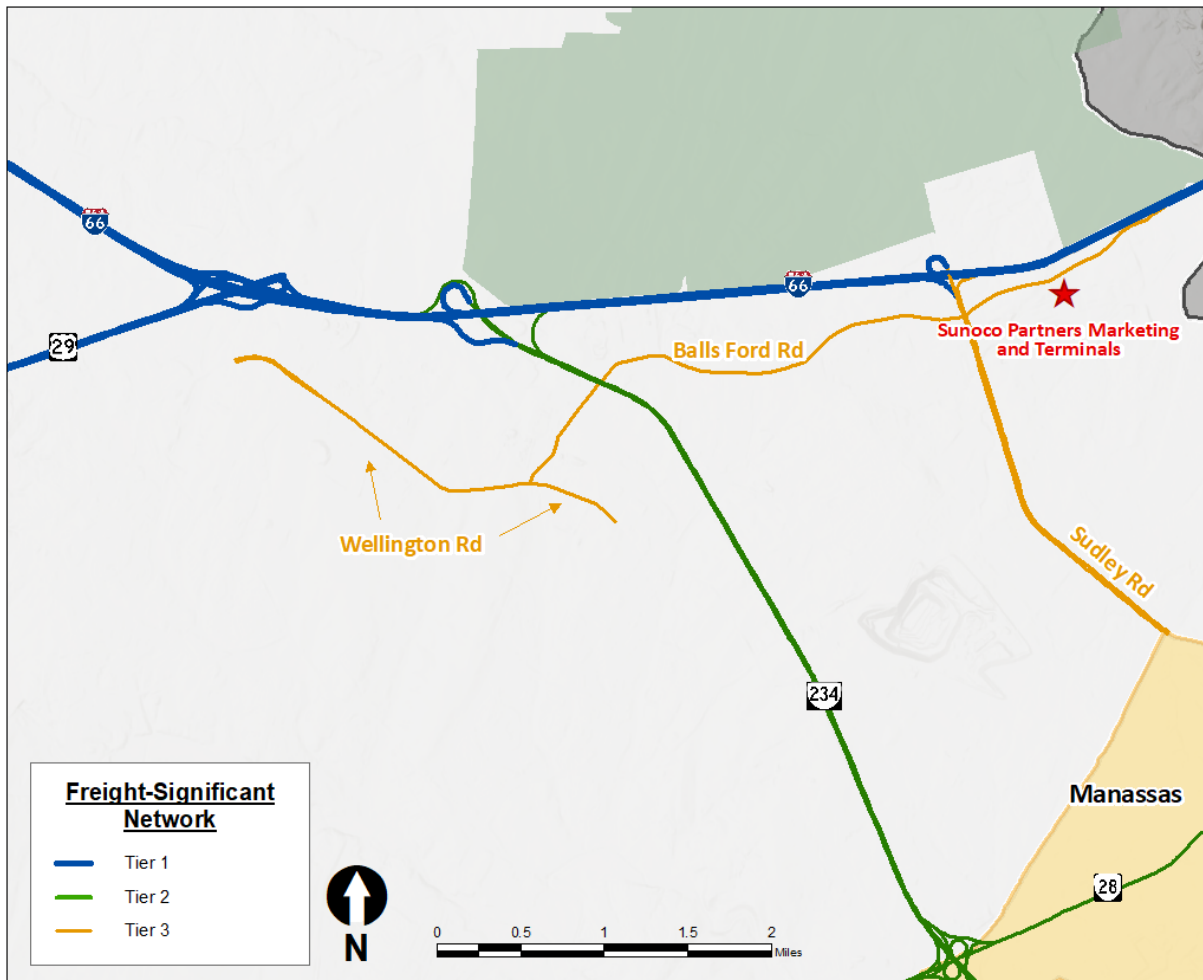 66
66
29
Sunoco Partners Marketing
and Terminals
Balls Ford Rd
Wellington Rd
Sudley Rd
234
Manassas
28
Freight-Significant
Network
Tier 1
Tier 2
Tier 3
N
0 0.5 1 1.5 2
Miles